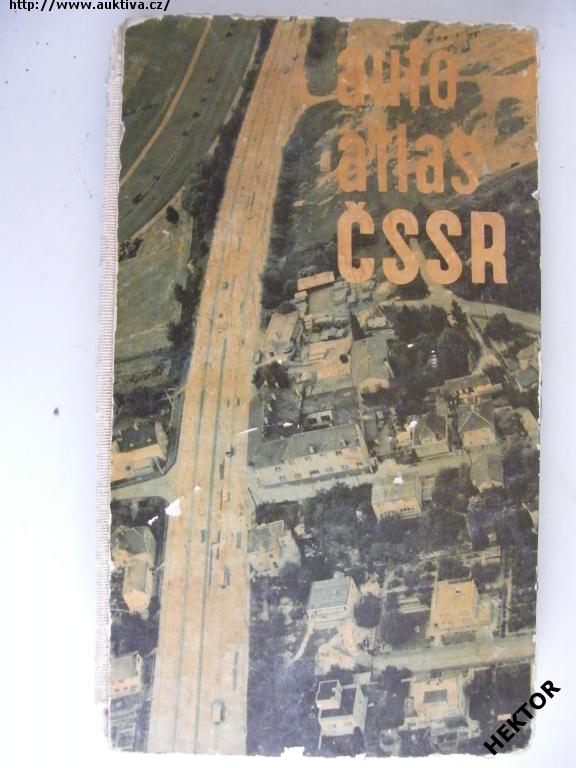 http://www.auktiva.cz/
auto
atlas
ČSSR
HEKTOR